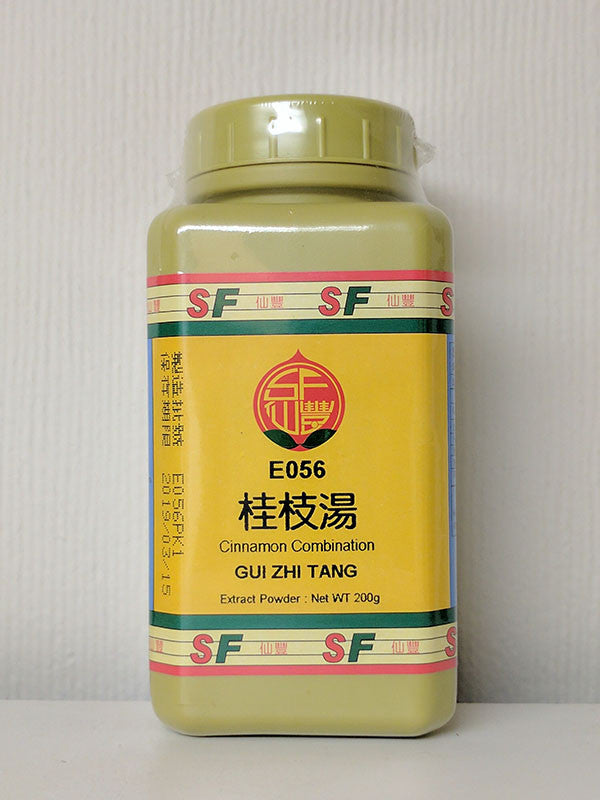 SF 仙豐 SF 仙豐 S
製造批號 E056PK1
保存期限 2019/03/15
SF 仙豐
E056
桂枝湯
Cinnamon Combination
GUI ZHI TANG
Extract Powder : Net WT 200g
SF 仙豐 SF 仙豐 S